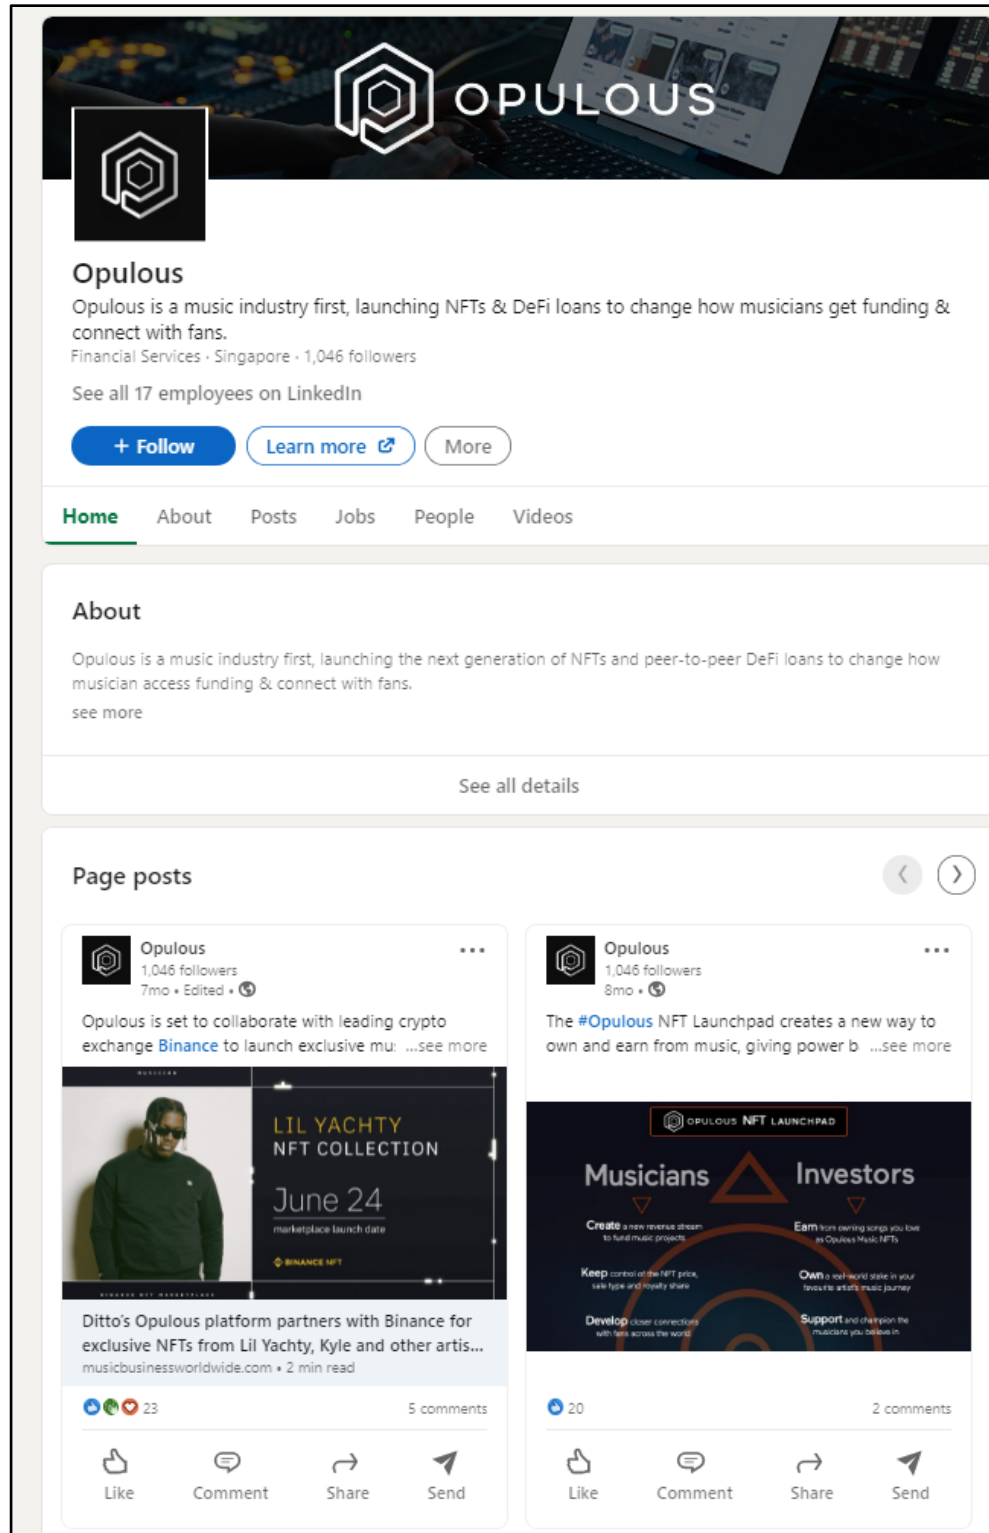 OPULOUS
Opulous
Opulous is a music industry first, launching NFTs & DeFi loans to change how musicians get funding &
connect with fans.
Financial Services · Singapore · 1,046 followers
See all 17 employees on LinkedIn
+ Follow
Learn more
More
Home
About
Posts
Jobs
People
Videos
About
Opulous is a music industry first, launching the next generation of NFTs and peer-to-peer DeFi loans to change how
musician access funding & connect with fans.
see more
See all details
Page posts
Opulous
1,046 followers
7mo • Edited •
Opulous is set to collaborate with leading crypto
exchange Binance to launch exclusive mu ...see more
MUSICIAN
LIL YACHTY
NFT COLLECTION
June 24
marketplace launch date
BINANCE NFT
BINANCE NFT MARKETPLACE
Ditto's Opulous platform partners with Binance for
exclusive NFTs from Lil Yachty, Kyle and other artis...
musicbusinessworldwide.com • 2 min read
23
5 comments
Like
Comment
Share
Send
Opulous
1,046 followers
8mo •
The #Opulous NFT Launchpad creates a new way to
own and earn from music, giving power b ...see more
OPULOUS NFT LAUNCHPAD
Musicians
Create a new revenue stream
to fund music projects
Keep control of the NFT price,
sale type and royalty share
Develop closer connections
with fans across the world
Investors
Earn from owning songs you love
as Opulous Music NFTs
Own a real-world stake in your
favourite artist's music journey
Support and champion the
musicians you believe in
20
2 comments
Like
Comment
Share
Send